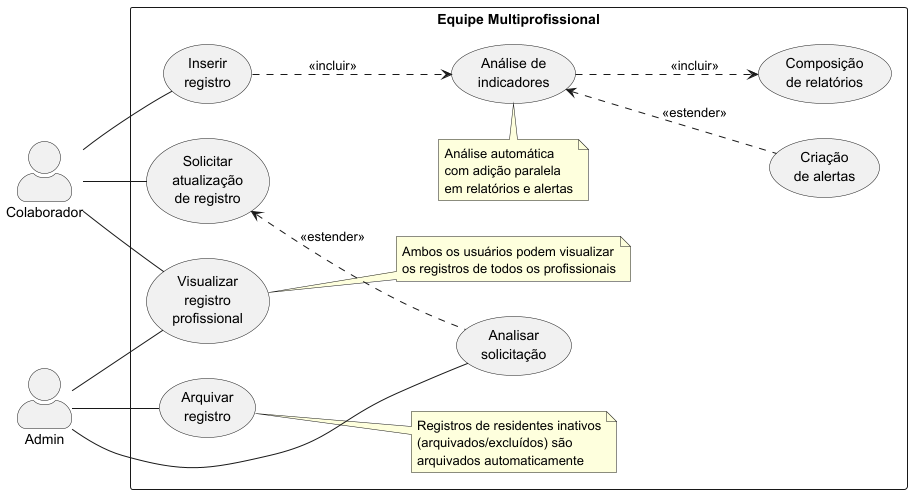 Equipe Multiprofissional
Inserir
registro
«incluir»
Análise de
indicadores
«incluir»
Composição
de relatórios
«estender»
Criação
de alertas
Análise automática
com adição paralela
em relatórios e alertas
Colaborador
Solicitar
atualização
de registro
«estender»
Ambos os usuários podem visualizar
os registros de todos os profissionais
Visualizar
registro
profissional
Analisar
solicitação
Admin
Arquivar
registro
Registros de residentes inativos
(arquivados/excluídos) são
arquivados automaticamente